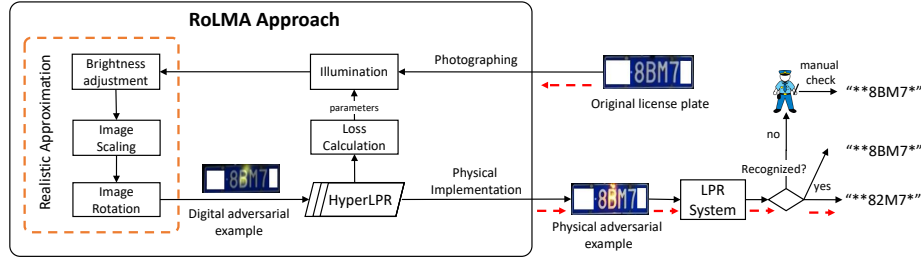 RoLMA Approach
Realistic Approximation
Brightness
adjustment
Image
Scaling
Image
Rotation
Illumination
parameters
Loss
Calculation
HyperLPR
8BM7
Digital adversarial
example
Photographing
8BM7
Original license plate
Physical
Implementation
8BM7
Physical adversarial
example
LPR
System
Recognized?
no
yes
manual
check
"**8BM7*"
"**8BM7*"
"**82M7*"